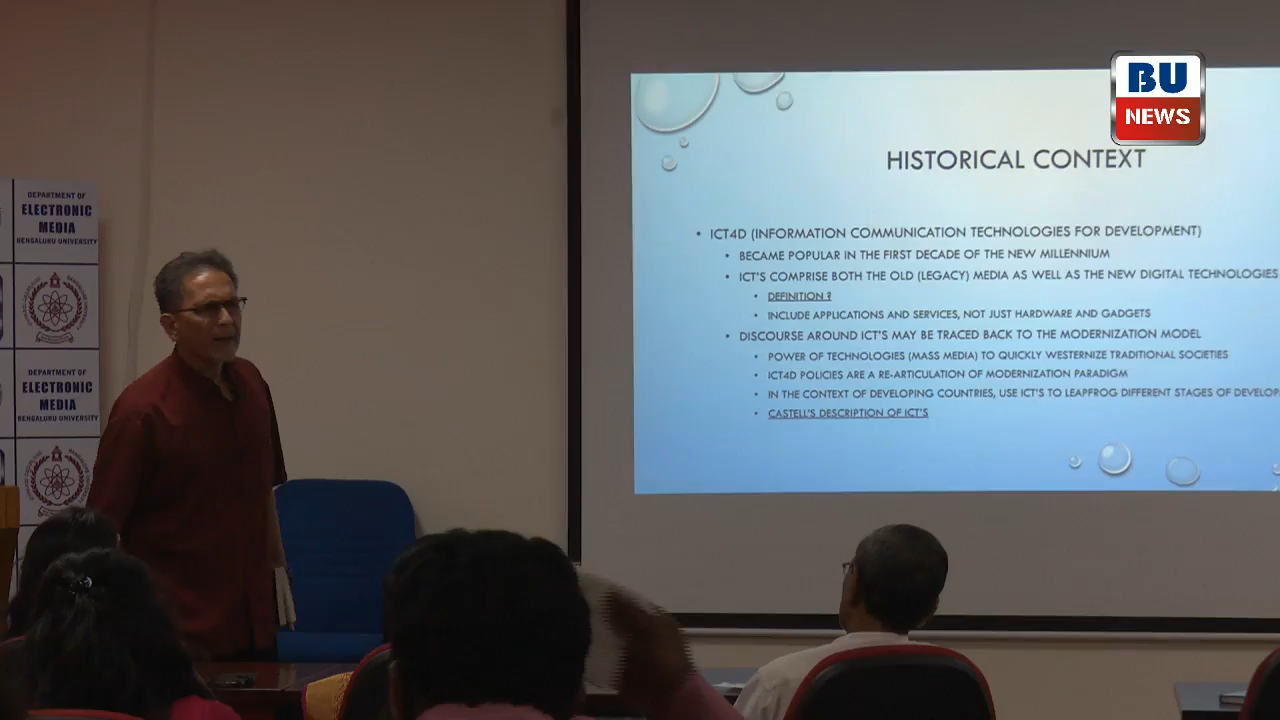 BU
NEWS
DEPARTMENT OF
ELECTRONIC
MEDIA
BENGALURU UNIVERSITY
DEPARTMENT OF
ELECTRONIC
MEDIA
BENGALURU UNIVERSITY
HISTORICAL CONTEXT
• ICT4D (INFORMATION COMMUNICATION TECHNOLOGIES FOR DEVELOPMENT)
• BECAME POPULAR IN THE FIRST DECADE OF THE NEW MILLENNIUM
• ICT'S COMPRISE BOTH THE OLD (LEGACY) MEDIA AS WELL AS THE NEW DIGITAL TECHNOLOGIES
• DEFINITION ?
• INCLUDE APPLICATIONS AND SERVICES, NOT JUST HARDWARE AND GADGETS
• DISCOURSE AROUND ICT'S MAY BE TRACED BACK TO THE MODERNIZATION MODEL
• POWER OF TECHNOLOGIES (MASS MEDIA) TO QUICKLY WESTERNIZE TRADITIONAL SOCIETIES
• ICT4D POLICIES ARE A RE-ARTICULATION OF MODERNIZATION PARADIGM
• IN THE CONTEXT OF DEVELOPING COUNTRIES, USE ICT'S TO LEAPFROG DIFFERENT STAGES OF DEVELOP
• CASTELL'S DESCRIPTION OF ICT'S